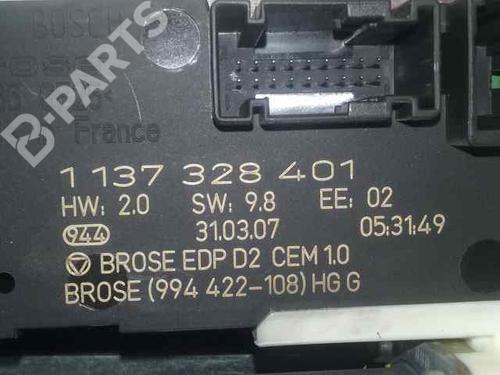 BOSCH
France
B-PARTS
1 137 328 401
HW: 2.0 SW: 9.8 EE: 02
944 31.03.07 05:31:49
BROSE EDP D2 CEM 1.0
BROSE (994 422-108) HG G